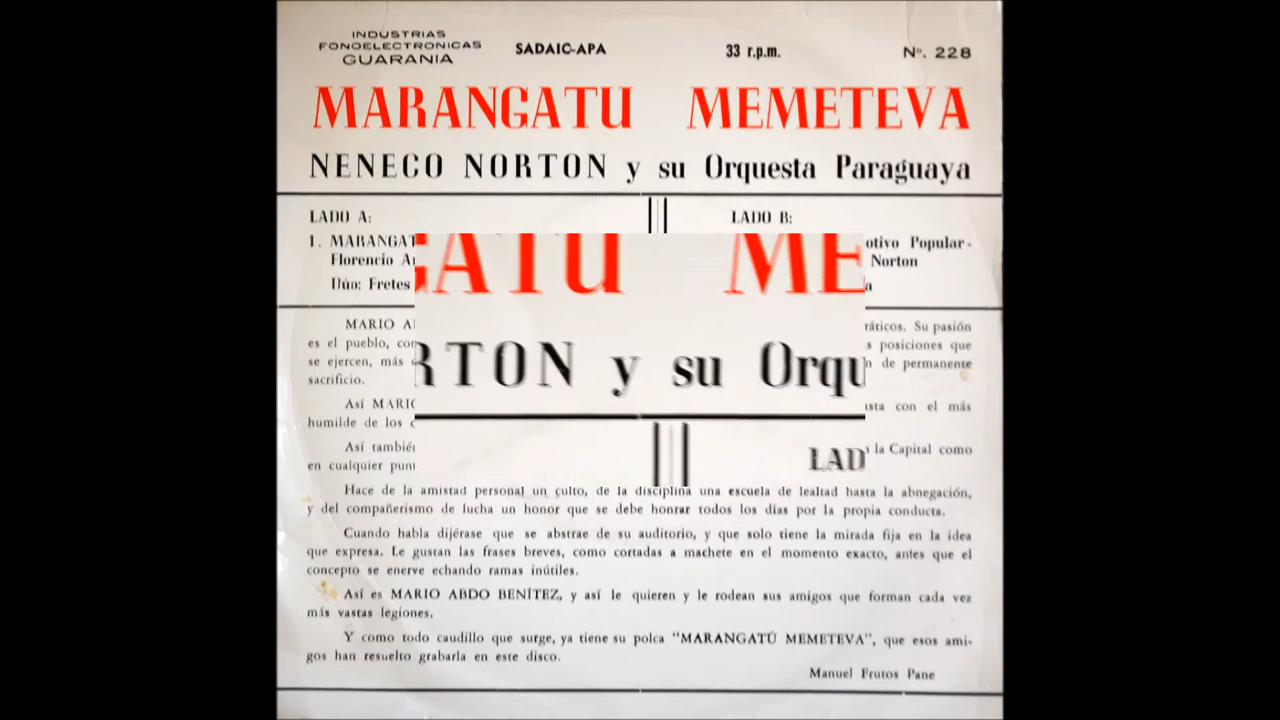 INDUSTRIAS
FONOELECTRONICAS
GUARANIA
SADAIC-APA
33 r.p.m.
Nº. 228
MARANGATU MEMETEVA
NENECO NORTON y su Orquesta Paraguaya
LADO A:
LADO B:
1. MARANGAT
otivo Popular-
Florencio A
Norton
Dúo: Fretes
a
GATU ME
RTON y su Orqu
LAD
MARIO A
ráticos. Su pasión
es el pueblo, con
s posiciones que
se ejercen, más
n de permanente
sacrificio.
Así MARIO
sta con el más
humilde de los
Así también
la Capital como
en cualquier pun
Hace de la amistad personal un culto, de la disciplina una escuela de lealtad hasta la abnegación,
y del compañerismo de lucha un honor que se debe honrar todos los días por la propia conducta.
Cuando habla dijérase que se abstrae de su auditorio, y que solo tiene la mirada fija en la idea
que expresa. Le gustan las frases breves, como cortadas a machete en el momento exacto, antes que el
concepto se enerve echando ramas inútiles.
Así es MARIO ABDO BENÍTEZ, y así le quieren y le rodean sus amigos que forman cada vez
más vastas legiones.
Y como todo caudillo que surge, ya tiene su polca "MARANGATÚ MEMETEVA", que esos ami-
gos han resuelto grabarla en este disco.
Manuel Frutos Pane